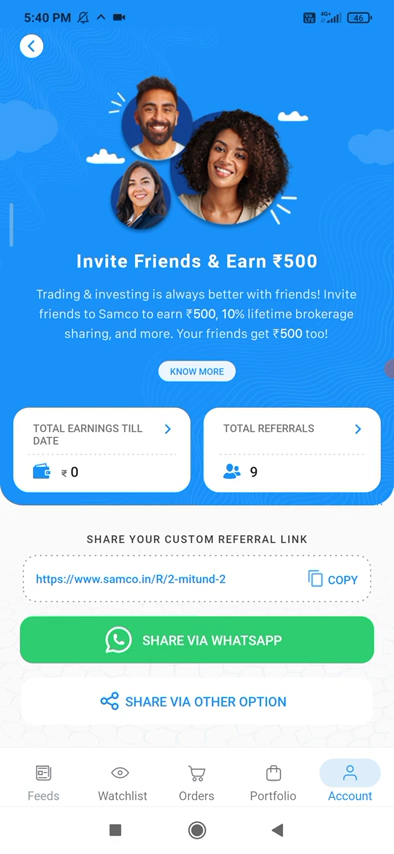 5:40 PM
4G+
46
Invite Friends & Earn ₹500
Trading & investing is always better with friends! Invite
friends to Samco to earn ₹500, 10% lifetime brokerage
sharing, and more. Your friends get ₹500 too!
KNOW MORE
TOTAL EARNINGS TILL
DATE
₹ 0
TOTAL REFERRALS
9
SHARE YOUR CUSTOM REFERRAL LINK
https://www.samco.in/R/2-mitund-2
COPY
SHARE VIA WHATSAPP
SHARE VIA OTHER OPTION
Feeds
Watchlist
Orders
Portfolio
Account